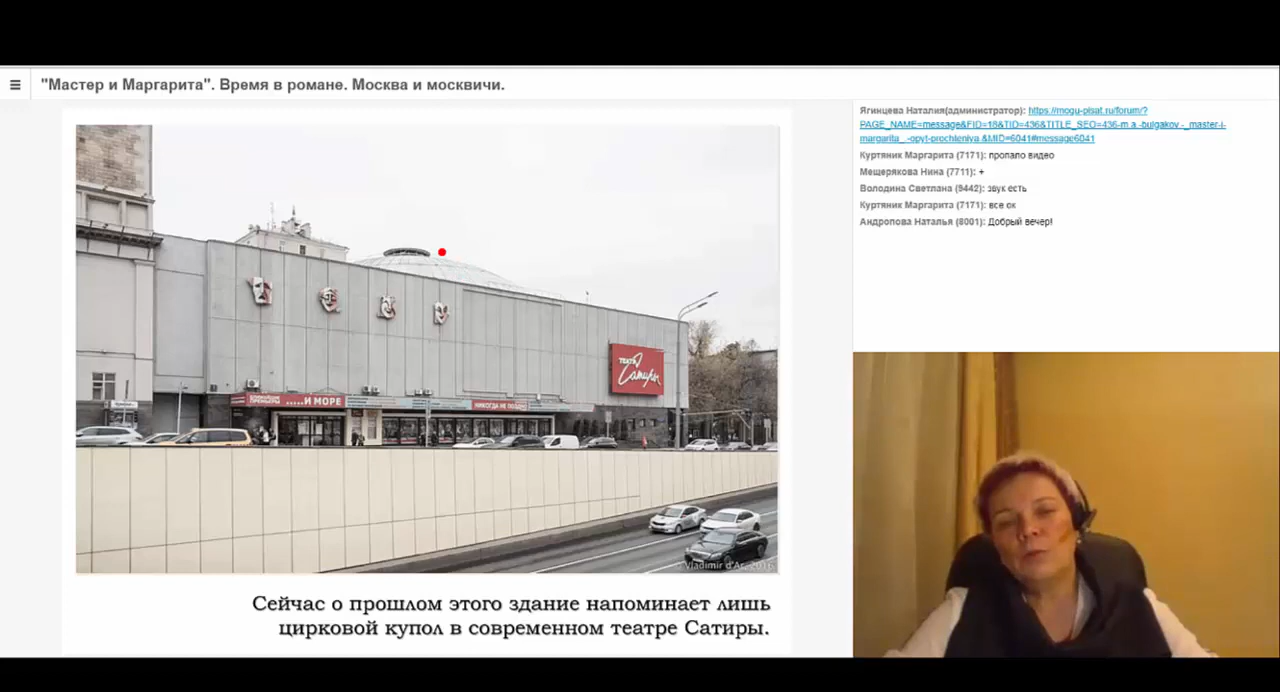 "Мастер и Маргарита". Время в романе. Москва и москвичи.
Ягинцева Наталия(администратор): https://mogu-pisat.ru/forum/?
PAGE_NAME=message&FID=18&TID=436&TITLE_SEO=436-m.a.-bulgakov.-_master-i-
margarita_.-opyt-prochteniya.&MID=6041#message6041
Куртяник Маргарита (7171): пропало видео
Мещерякова Нина (7711): +
Володина Светлана (9442): звук есть
Куртяник Маргарита (7171): все ок
Андропова Наталья (8001): Добрый вечер!
ТЕАТР
Сатиры
.....И МОРЕ
НИКОГДА НЕ
© Vladimir d'Ar, 2016
Сейчас о прошлом этого здание напоминает лишь
цирковой купол в современном театре Сатиры.